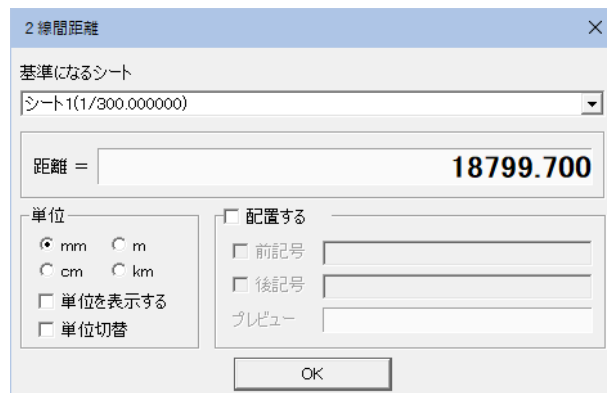 ２線間距離
基準になるシート
シート1(1/300.000000)
距離 = 18799.700
単位
mm m
cm km
単位を表示する
単位切替
配置する
前記号
後記号
プレビュー
OK